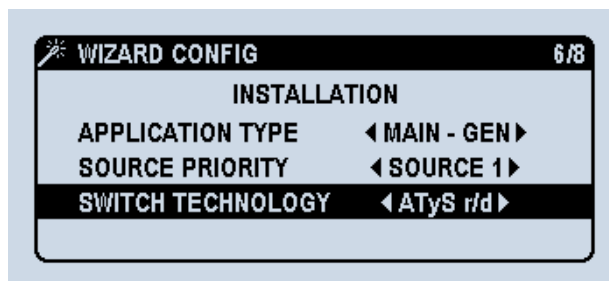 WIZARD CONFIG 6/8
INSTALLATION
APPLICATION TYPE MAIN - GEN
SOURCE PRIORITY SOURCE 1
SWITCH TECHNOLOGY ATyS r/d